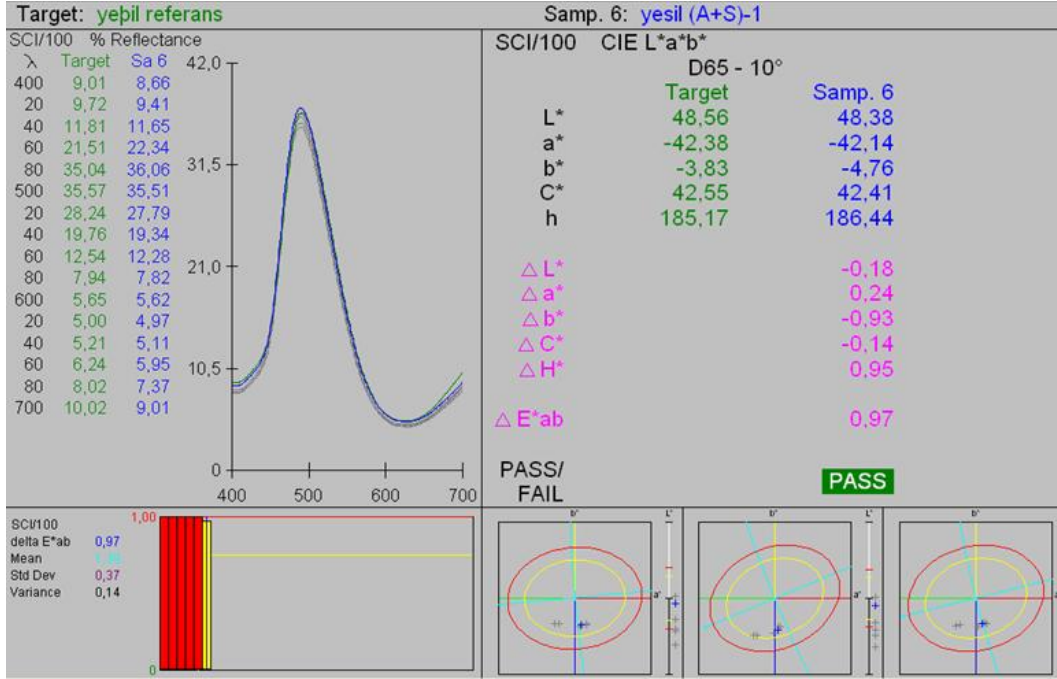 Target: yeþil referans
Samp. 6: yesil (A+S)-1
SCI/100 % Reflectance
λ Target Sa 6
400 9,01 8,66
20 9,72 9,41
40 11,81 11,65
60 21,51 22,34
80 35,04 36,06
500 35,57 35,51
20 28,24 27,79
40 19,76 19,34
60 12,54 12,28
80 7,94 7,82
600 5,65 5,62
20 5,00 4,97
40 5,21 5,11
60 6,24 5,95
80 8,02 7,37
700 10,02 9,01
42,0
31,5
21,0
10,5
0
400 500 600 700
SCI/100 CIE L*a*b*
D65 - 10°
Target Samp. 6
L* 48,56 48,38
a* -42,38 -42,14
b* -3,83 -4,76
C* 42,55 42,41
h 185,17 186,44
△ L* -0,18
△ a* 0,24
△ b* -0,93
△ C* -0,14
△ H* 0,95
△ E*ab 0,97
PASS/
FAIL
PASS
SCI/100
delta E*ab 0,97
Mean
Std Dev 0,37
Variance 0,14
1,00
0
b* L*
a*
b* L*
a*
b*